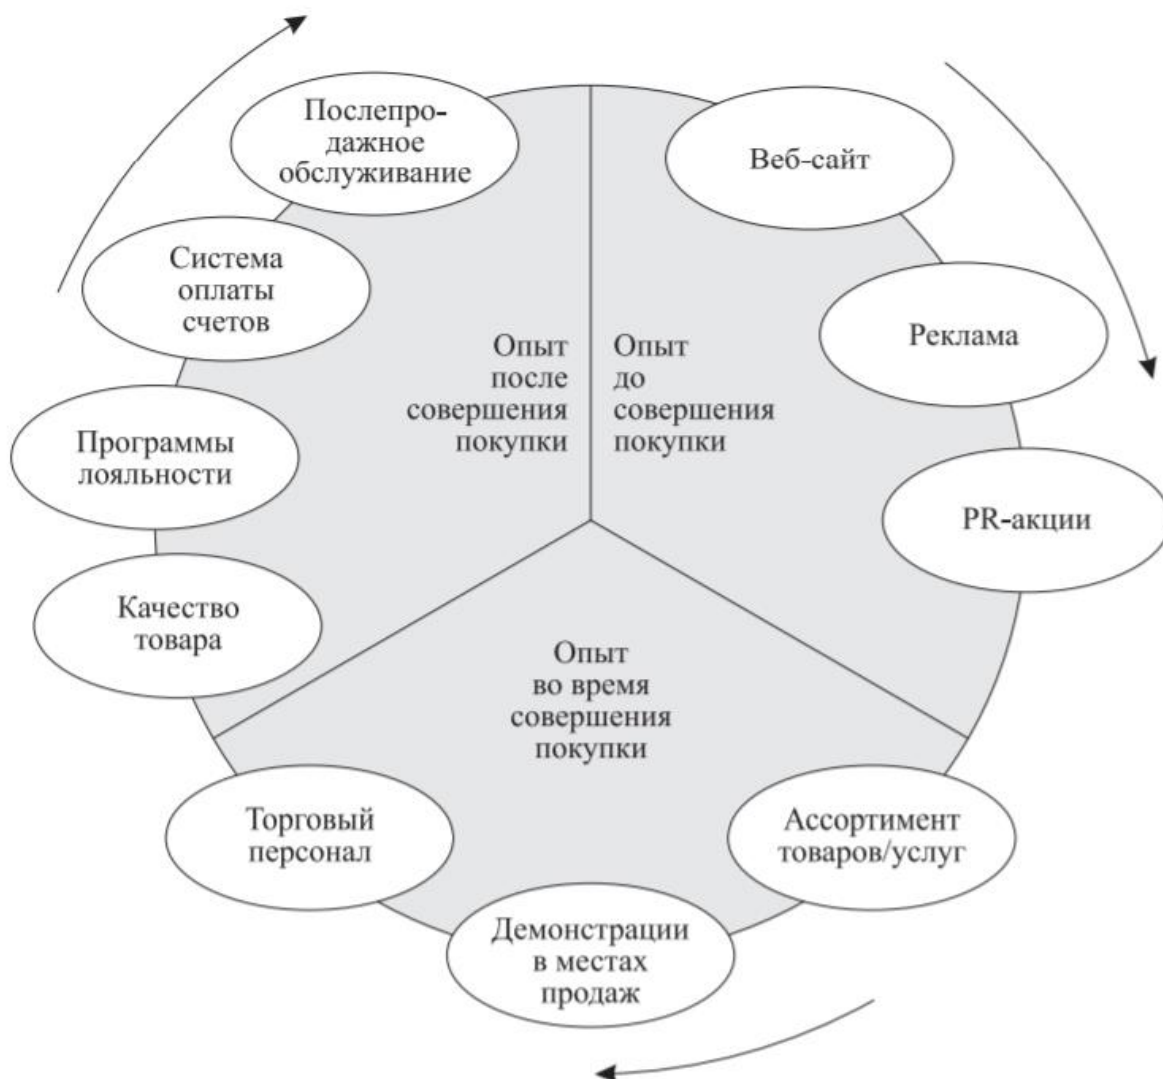 Послепро-
дажное
обслуживание
Веб-сайт
Система
оплаты
счетов
Реклама
Опыт
после
совершения
покупки
Опыт
до
совершения
покупки
Программы
лояльности
PR-акции
Качество
товара
Опыт
во время
совершения
покупки
Торговый
персонал
Ассортимент
товаров/услуг
Демонстрации
в местах
продаж